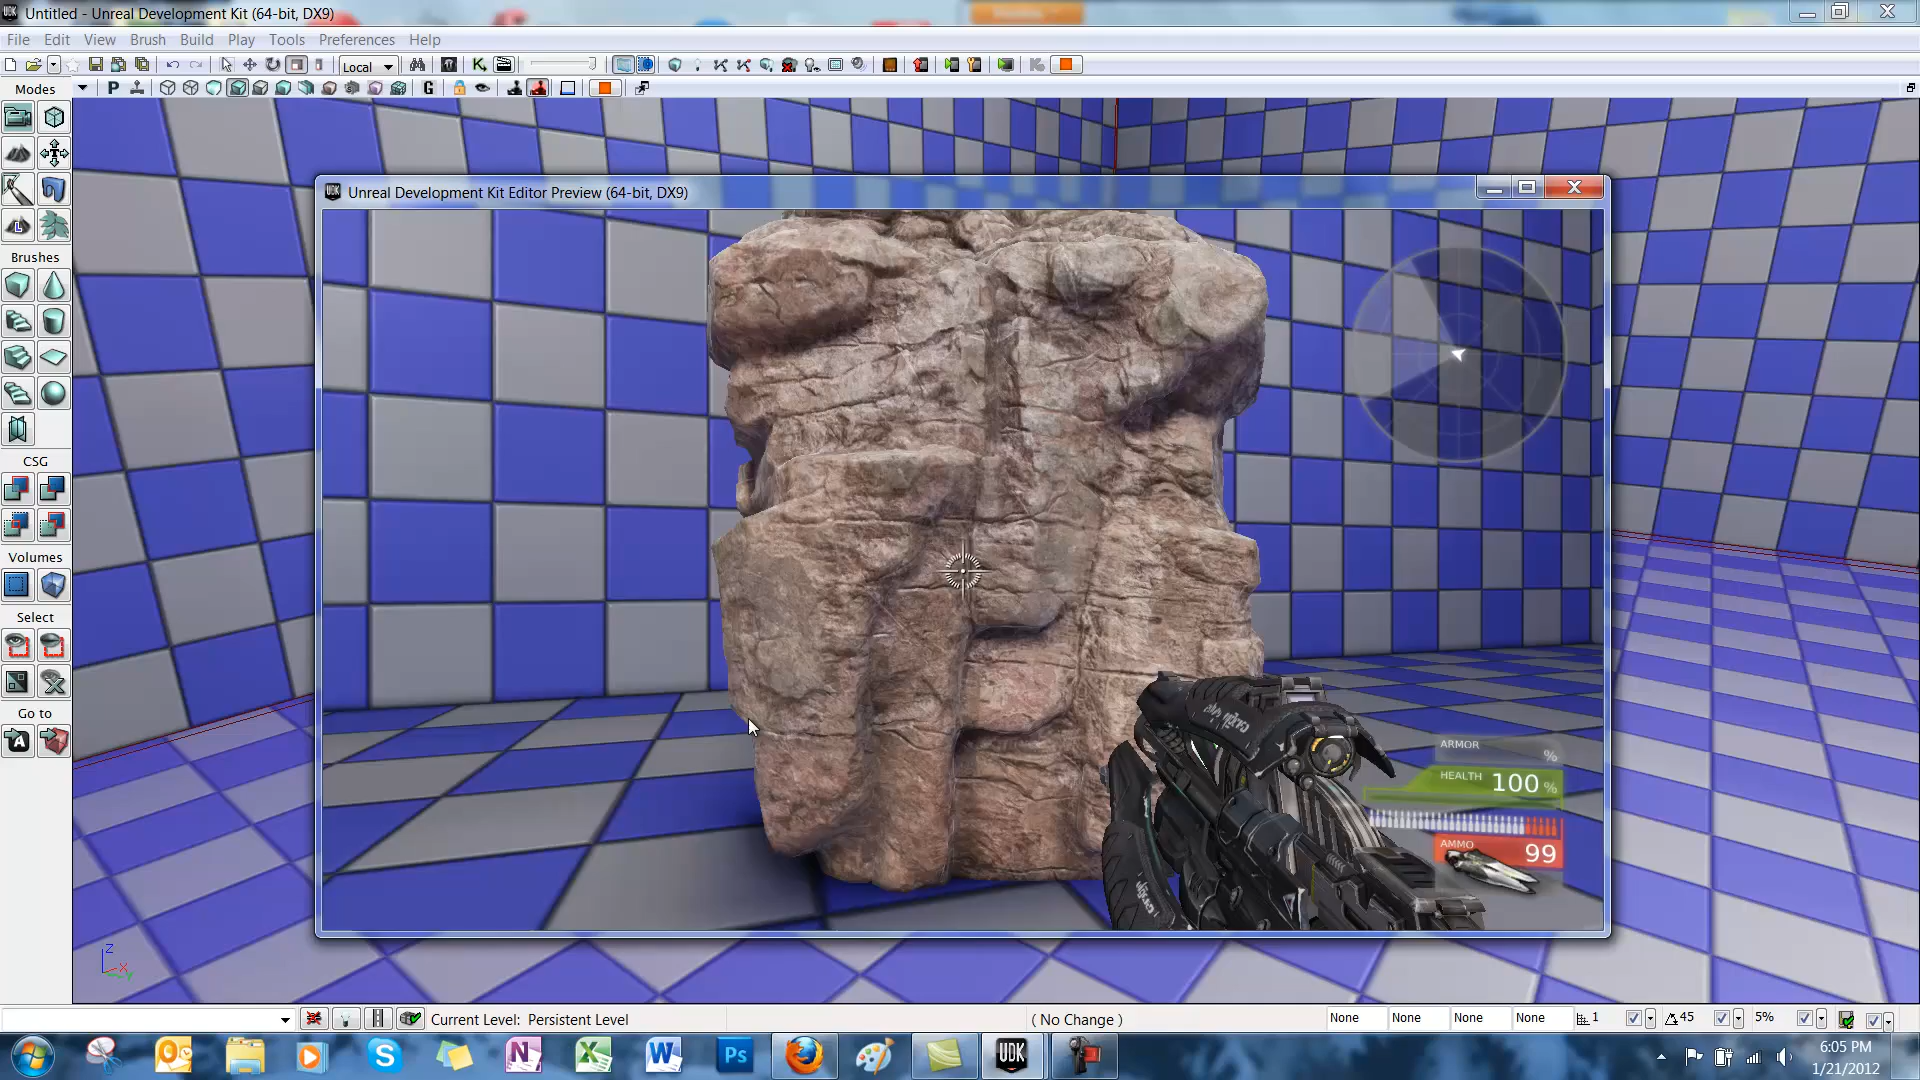 Untitled - Unreal Development Kit (64-bit, DX9)
File Edit View Brush Build Play Tools Preferences Help
Local
Modes
P
G
Unreal Development Kit Editor Preview (64-bit, DX9)
Brushes
CSG
Volumes
Select
Go to
ARMOR %
HEALTH 100 %
AMMO 99
Z
X
Y
Current Level: Persistent Level
( No Change )
None None None None 1 45 5%
Ps
UDK
6:05 PM
1/21/2012